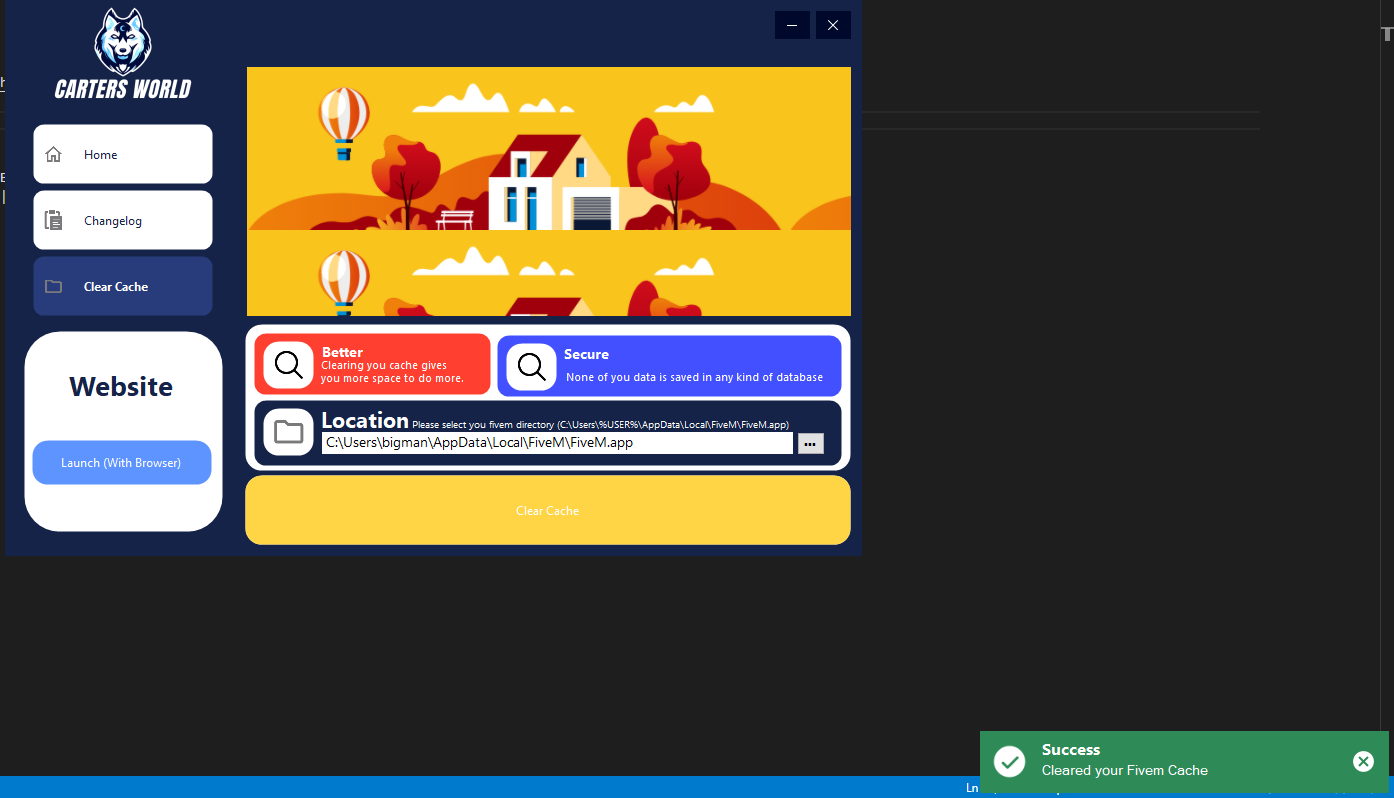 CARTERS WORLD
Home
Changelog
Clear Cache
Website
Launch (With Browser)
Better
Clearing you cache gives
you more space to do more.
Secure
None of you data is saved in any kind of database
Location Please select you fivem directory (C:\Users\%USER%\AppData\Local\FiveM\FiveM.app)
C:\Users\bigman\AppData\Local\FiveM\FiveM.app
...
Clear Cache
Success
Cleared your Fivem Cache
Ln